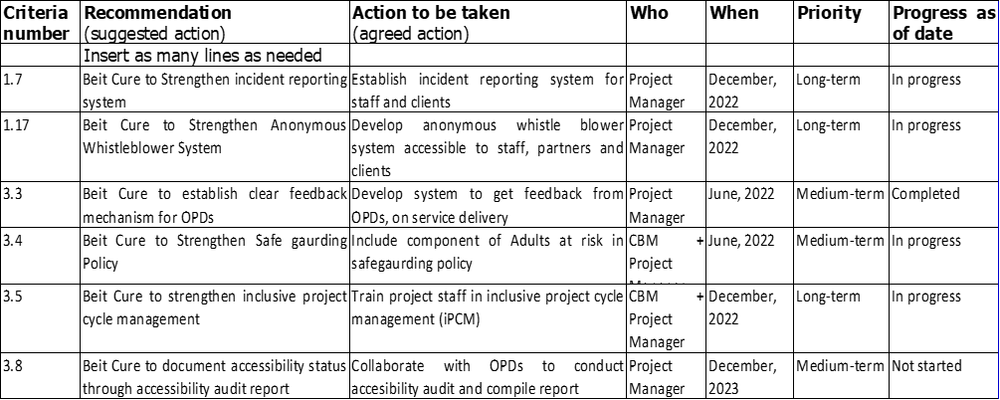 Criteria number Recommendation (suggested action) Action to be taken (agreed action) Who When Priority Progress as of date
Insert as many lines as needed
1.7 Beit Cure to Strengthen incident reporting system Establish incident reporting system for staff and clients Project Manager December, 2022 Long-term In progress
1.17 Beit Cure to Strengthen Anonymous Whistleblower System Develop anonymous whistle blower system accessible to staff, partners and clients Project Manager December, 2022 Long-term In progress
3.3 Beit Cure to establish clear feedback mechanism for OPDs Develop system to get feedback from OPDs, on service delivery Project Manager June, 2022 Medium-term Completed
3.4 Beit Cure to Strengthen Safe gaurding Policy Include component of Adults at risk in safegaurding policy CBM + Project June, 2022 Medium-term In progress
3.5 Beit Cure to strengthen inclusive project cycle management Train project staff in inclusive project cycle management (iPCM) CBM + Project Manager December, 2022 Long-term In progress
3.8 Beit Cure to document accessibility status through accessibility audit report Collaborate with OPDs to conduct accesibility audit and compile report Project Manager December, 2023 Medium-term Not started